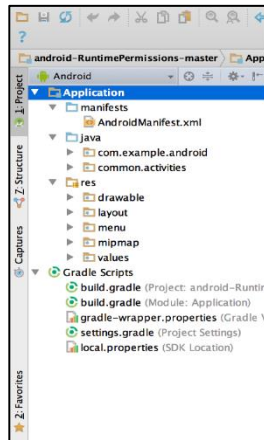 android-RuntimePermissions-master
App
Android
Application
manifests
AndroidManifest.xml
java
com.example.android
common.activities
res
drawable
layout
menu
mipmap
values
Gradle Scripts
build.gradle (Project: android-Runtim
build.gradle (Module: Application)
gradle-wrapper.properties (Gradle V
settings.gradle (Project Settings)
local.properties (SDK Location)
1: Project
7: Structure
Captures
2: Favorites